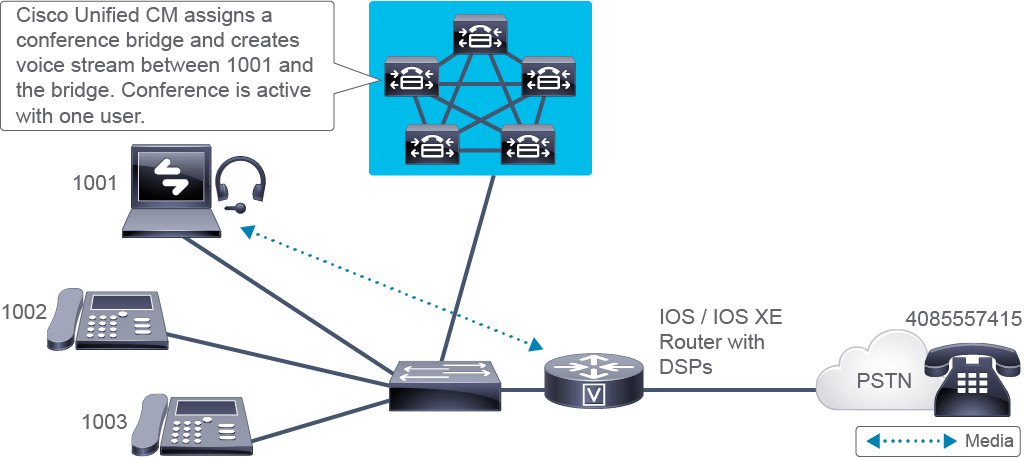 Cisco Unified CM assigns a
conference bridge and creates
voice stream between 1001 and
the bridge. Conference is active
with one user.
1001
1002
1003
IOS / IOS XE
Router with
DSPs
V
4085557415
PSTN
Media